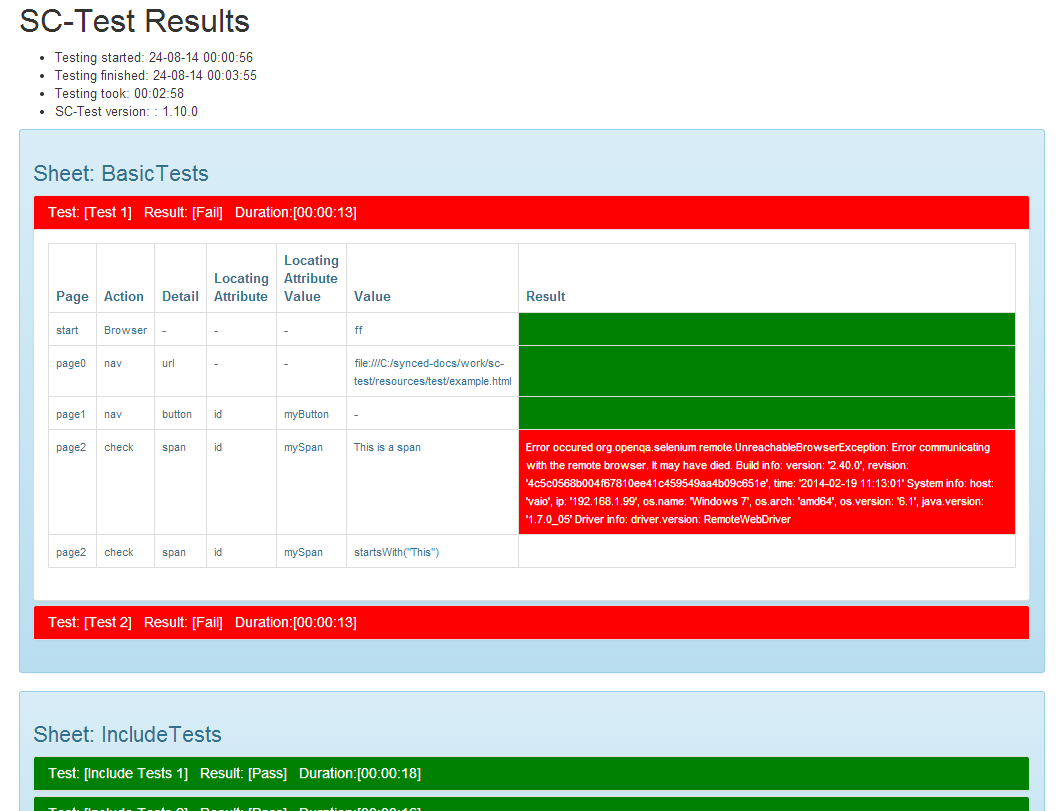 SC-Test Results
Testing started: 24-08-14 00:00:56
Testing finished: 24-08-14 00:03:55
Testing took: 00:02:58
SC-Test version: : 1.10.0
Sheet: BasicTests
Test: [Test 1] Result: [Fail] Duration:[00:00:13]
Page Action Detail Locating Attribute Locating Attribute Value Value Result
start Browser - - - ff
page0 nav url - - file:///C:/synced-docs/work/sc-
test/resources/test/example.html
page1 nav button id myButton -
page2 check span id mySpan This is a span Error occured org.openqa.selenium.remote.UnreachableBrowserException: Error communicating
with the remote browser. It may have died. Build info: version: '2.40.0', revision:
'4c5c0568b004f67810ee41c459549aa4b09c651e', time: '2014-02-19 11:13:01' System info: host:
'vaio', ip: '192.168.1.99', os.name: 'Windows 7', os.arch: 'amd64', os.version: '6.1', java.version:
'1.7.0_05' Driver info: driver.version: RemoteWebDriver
page2 check span id mySpan startsWith("This")
Test: [Test 2] Result: [Fail] Duration:[00:00:13]
Sheet: IncludeTests
Test: [Include Tests 1] Result: [Pass] Duration:[00:00:18]